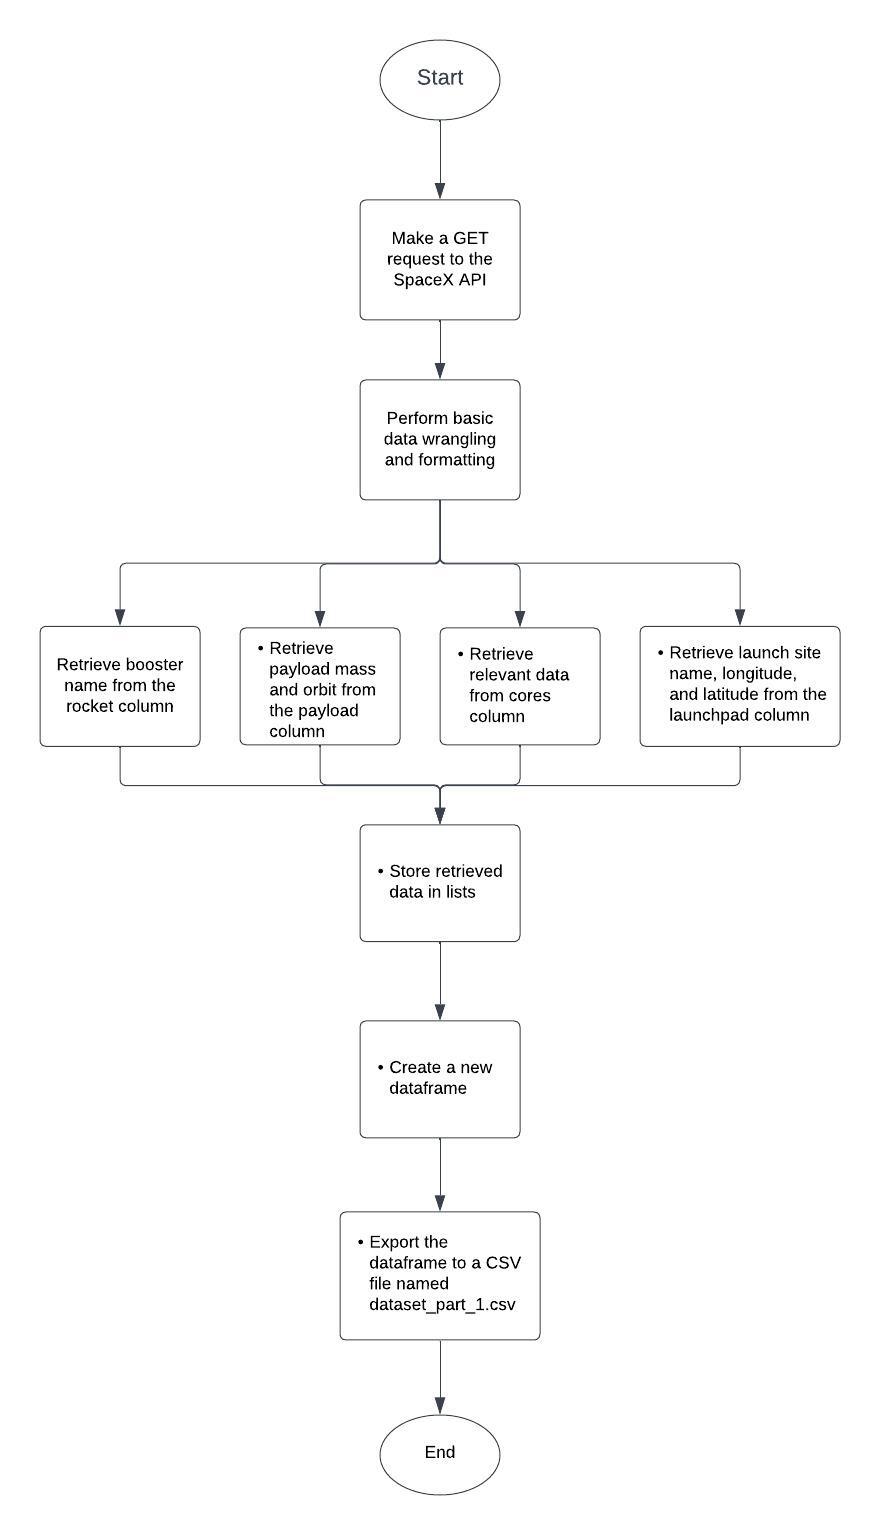 Start
Make a GET
request to the
SpaceX API
Perform basic
data wrangling
and formatting
Retrieve booster
name from the
rocket column
• Retrieve
payload mass
and orbit from
the payload
column
• Retrieve
relevant data
from cores
column
• Retrieve launch site
name, longitude,
and latitude from the
launchpad column
• Store retrieved
data in lists
• Create a new
dataframe
• Export the
dataframe to a CSV
file named
dataset_part_1.csv
End